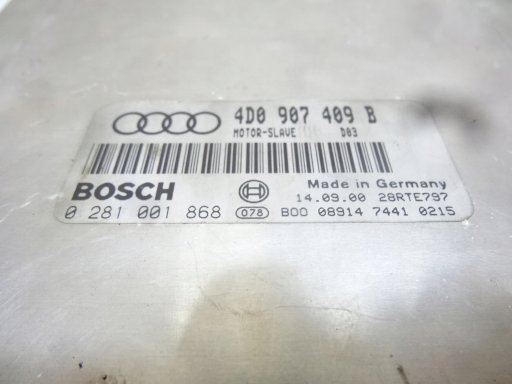 4D0 907 409 B
MOTOR-SLAVE D03
BOSCH
Made in Germany
14.09.00 28RTE797
0 281 001 868 078 B00 08914 7441 0215